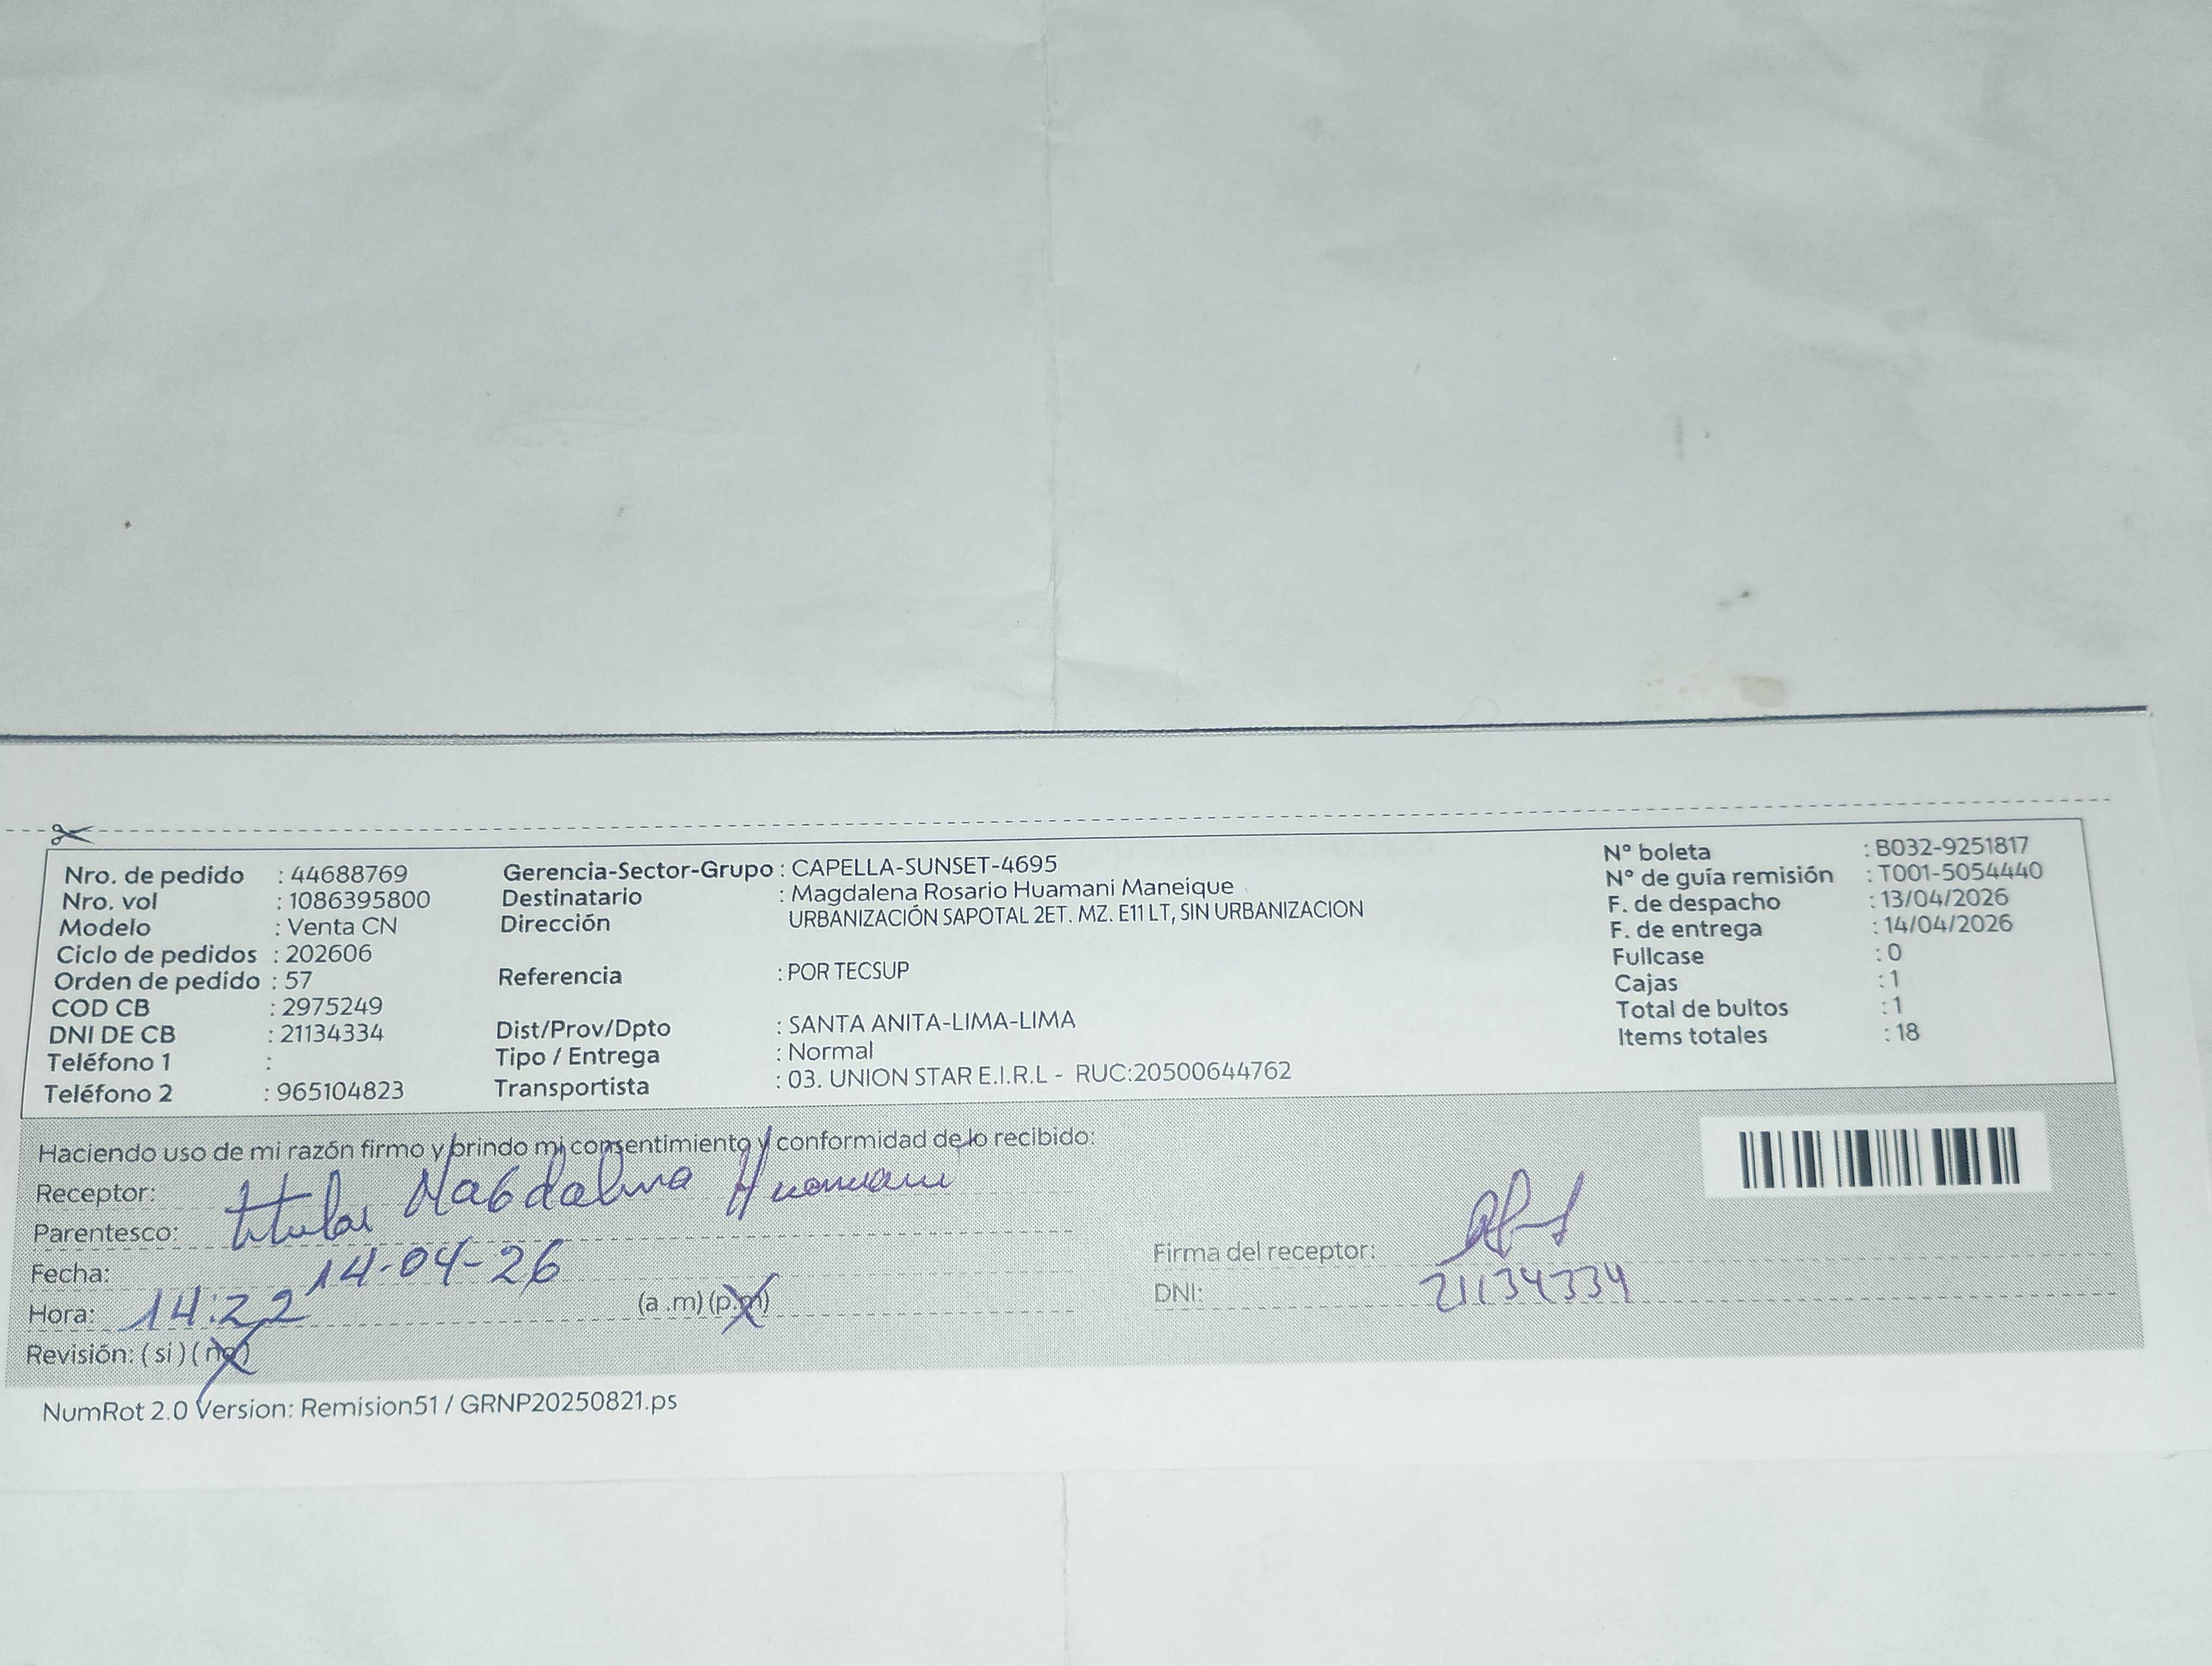 Nro. de pedido : 44688769
Nro. vol : 1086395800
Modelo : Venta CN
Ciclo de pedidos : 202606
Orden de pedido : 57
COD CB : 2975249
DNI DE CB : 21134334
Teléfono 1 :
Teléfono 2 : 965104823
Gerencia-Sector-Grupo : CAPELLA-SUNSET-4695
Destinatario : Magdalena Rosario Huamani Maneique
Dirección URBANIZACIÓN SAPOTAL 2ET. MZ. E11 LT, SIN URBANIZACION
Referencia : POR TECSUP
Dist/Prov/Dpto : SANTA ANITA-LIMA-LIMA
Tipo / Entrega : Normal
Transportista : 03. UNION STAR E.I.R.L - RUC:20500644762
N° boleta : B032-9251817
N° de guía remisión : T001-5054440
F. de despacho : 13/04/2026
F. de entrega : 14/04/2026
Fullcase : 0
Cajas : 1
Total de bultos : 1
Items totales : 18
Haciendo uso de mi razón firmo y brindo mi consentimiento y conformidad de lo recibido:
Receptor: Magdalena Huamani
Parentesco: titular
Fecha: 14-04-26
Hora: 14:22 (a .m) (p.m)
Revisión: ( si ) ( no )
Firma del receptor:
DNI: 21134334
NumRot 2.0 Version: Remision51 / GRNP20250821.ps